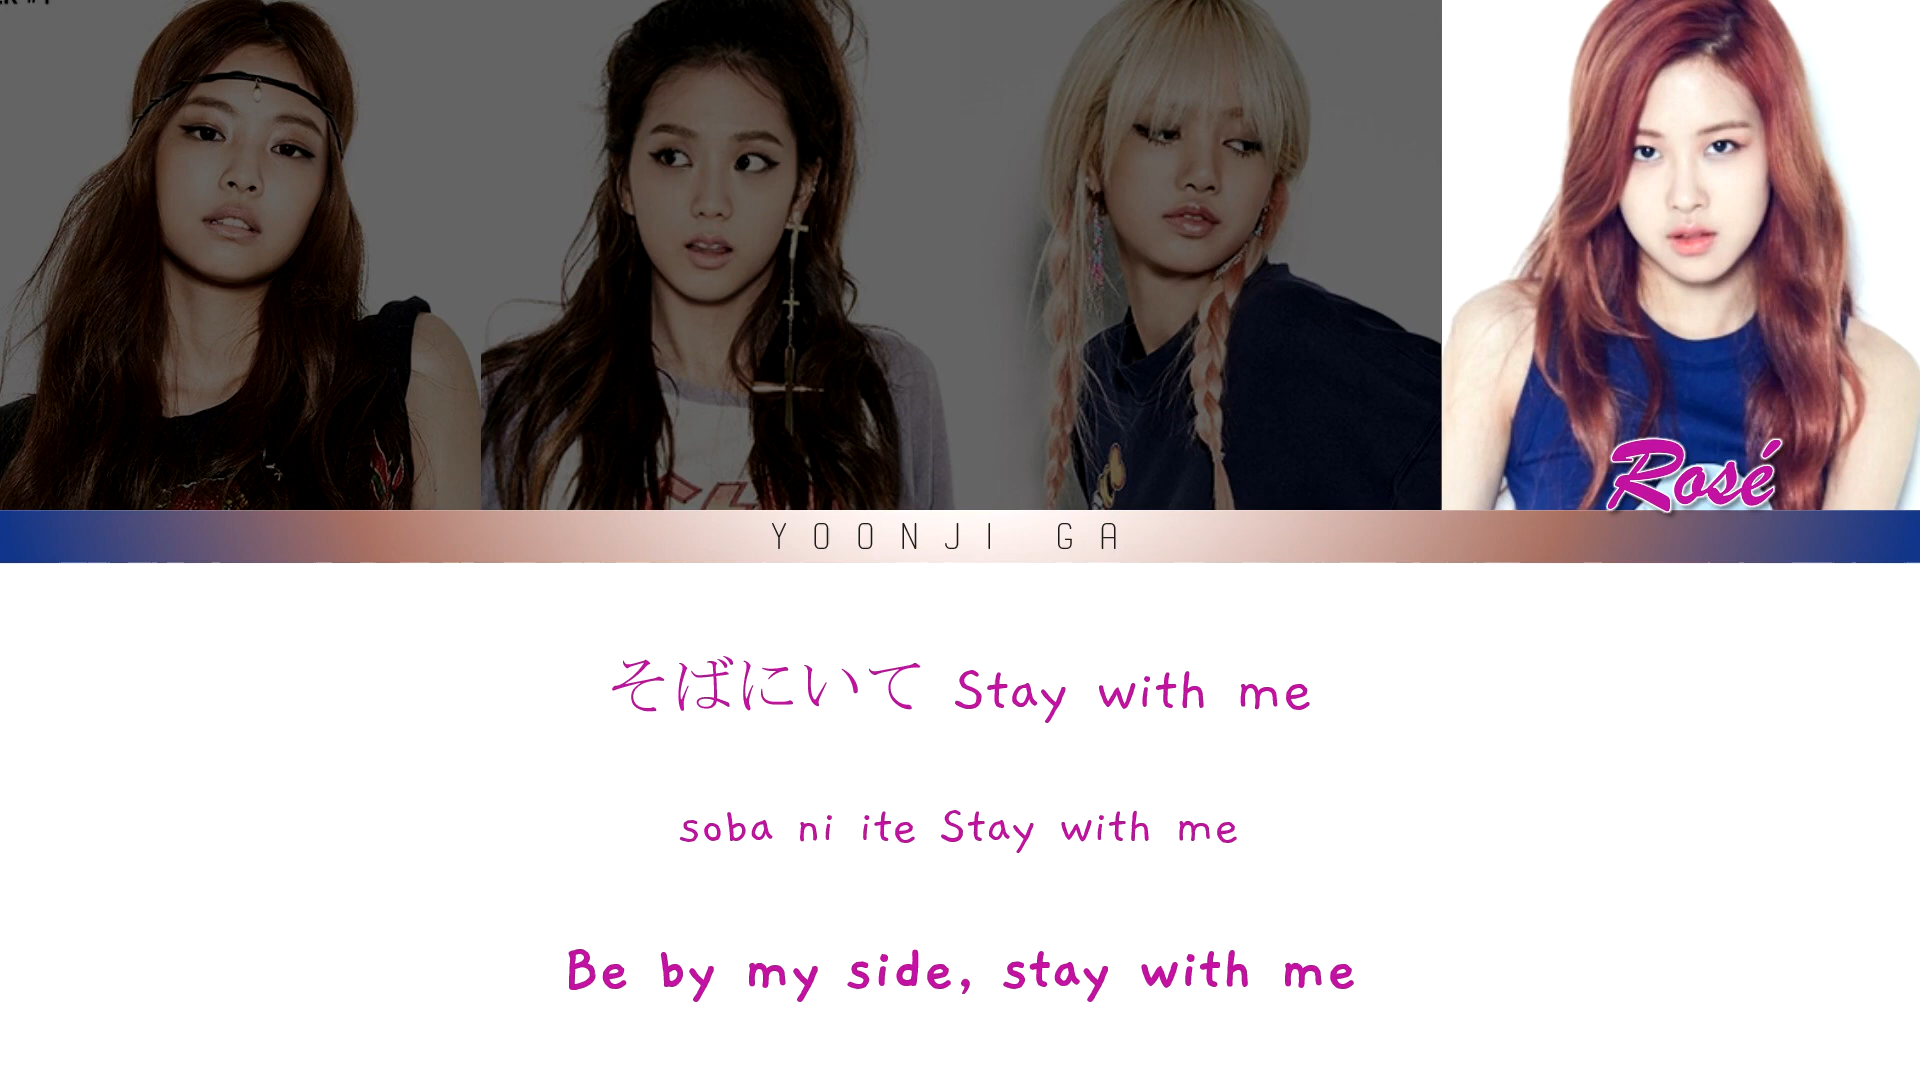 Rosé
YOONJI GA
そばにいて Stay with me
soba ni ite Stay with me
Be by my side, stay with me